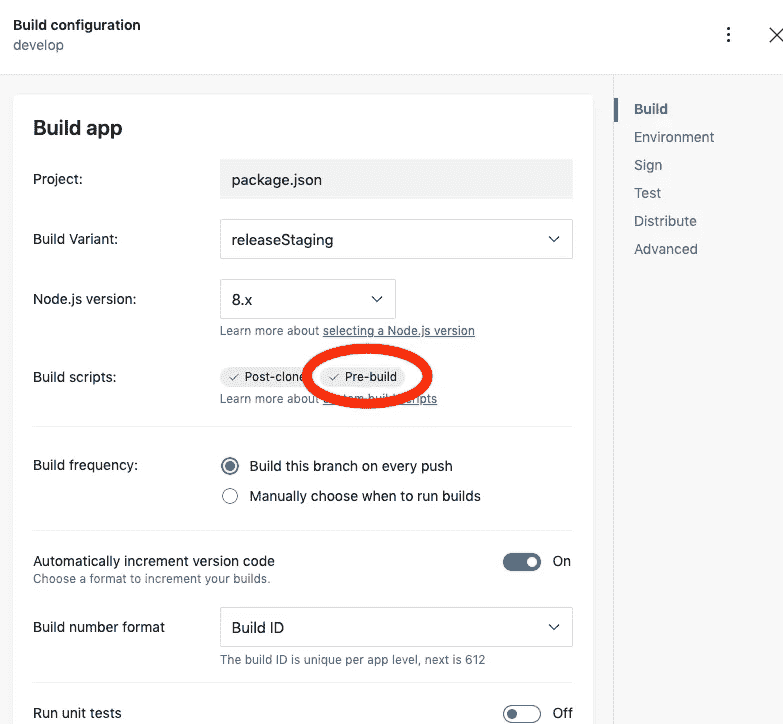 Build configuration
develop
Build app
Project:
package.json
Build Variant:
releaseStaging
Node.js version:
8.x
Learn more about selecting a Node.js version
Build scripts:
Post-clone
Pre-build
Learn more about custom build scripts
Build frequency:
Build this branch on every push
Manually choose when to run builds
Automatically increment version code
On
Choose a format to increment your builds.
Build number format
Build ID
The build ID is unique per app level, next is 612
Run unit tests
Off
Build
Environment
Sign
Test
Distribute
Advanced